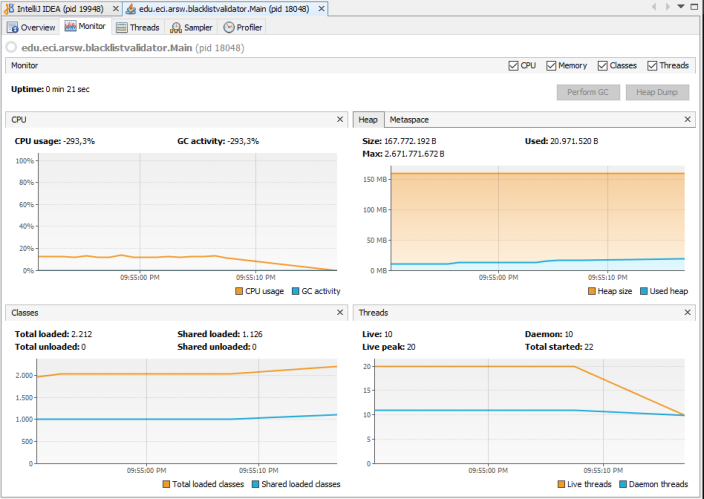 IntelliJ IDEA (pid 19948) × edu.eci.arsw.blacklistvalidator.Main (pid 18048) ×
Overview Monitor Threads Sampler Profiler
edu.eci.arsw.blacklistvalidator.Main (pid 18048)
Monitor CPU Memory Classes Threads
Uptime: 0 min 21 sec Perform GC Heap Dump
CPU ×
CPU usage: -293,3% GC activity: -293,3%
100%
80%
60%
40%
20%
0%
09:55:00 PM 09:55:10 PM
CPU usage GC activity
Heap Metaspace ×
Size: 167.772.192 B Used: 20.971.520 B
Max: 2.671.771.672 B
150 MB
100 MB
50 MB
0 MB
09:55:00 PM 09:55:10 PM
Heap size Used heap
Classes ×
Total loaded: 2.212 Shared loaded: 1.126
Total unloaded: 0 Shared unloaded: 0
2.000
1.500
1.000
500
0
09:55:00 PM 09:55:10 PM
Total loaded classes Shared loaded classes
Threads ×
Live: 10 Daemon: 10
Live peak: 20 Total started: 22
20
15
10
5
0
09:55:00 PM 09:55:10 PM
Live threads Daemon threads